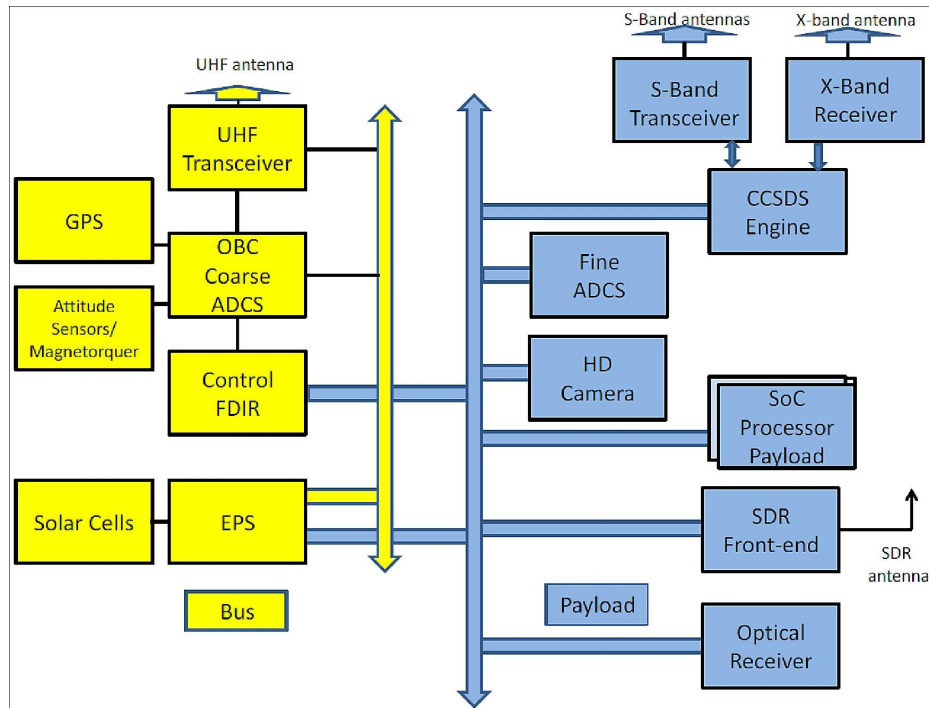 S-Band antennas
X-band antenna
UHF antenna
S-Band
Transceiver
X-Band
Receiver
UHF
Transceiver
GPS
CCSDS
Engine
OBC
Coarse
ADCS
Fine
ADCS
Attitude
Sensors/
Magnetorquer
Control
FDIR
HD
Camera
SoC
Processor
Payload
Solar Cells
EPS
SDR
Front-end
SDR
antenna
Bus
Payload
Optical
Receiver